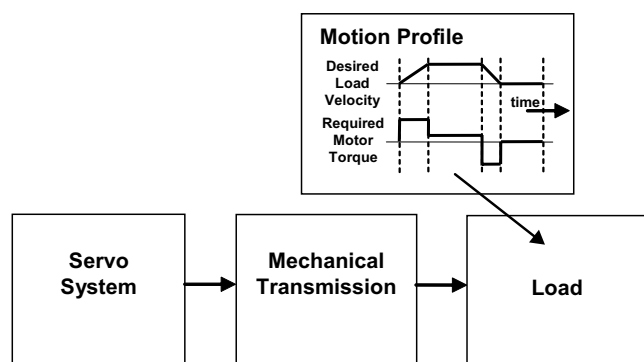 Motion Profile
Desired
Load
Velocity
time
Required
Motor
Torque
Servo
System
Mechanical
Transmission
Load